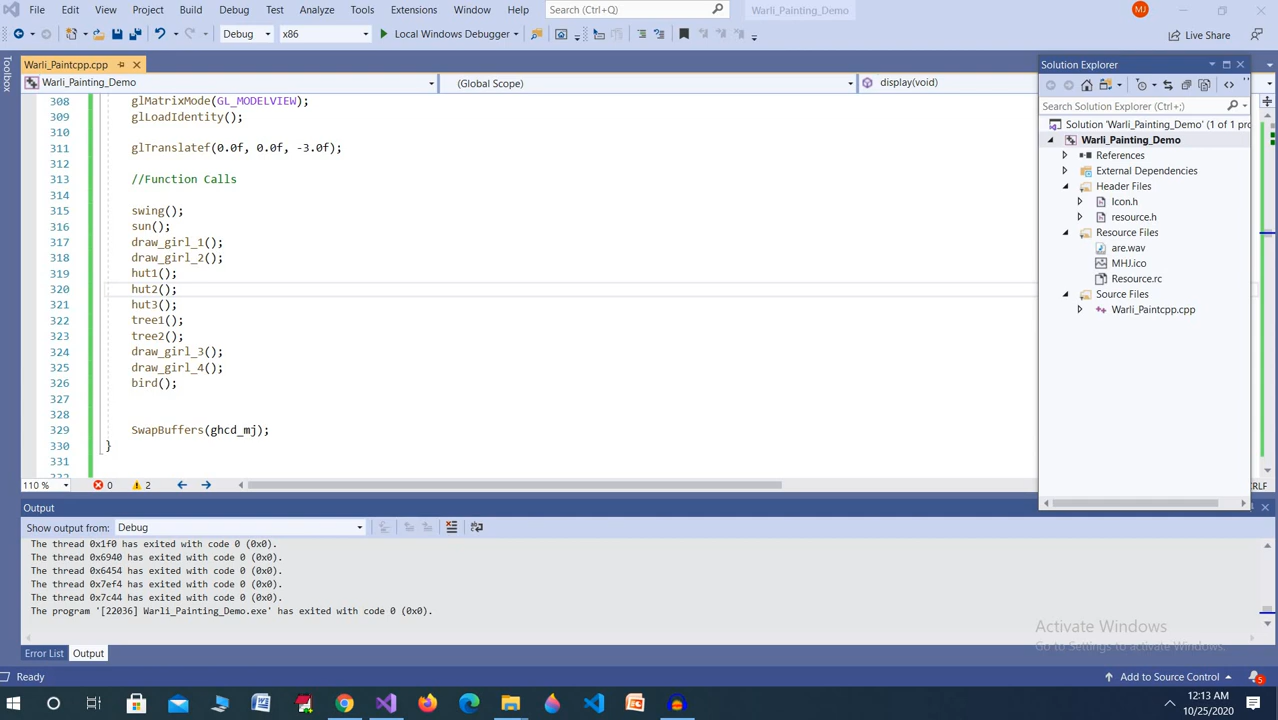 File Edit View Project Build Debug Test Analyze Tools Extensions Window Help Search (Ctrl+Q) Warli_Painting_Demo MJ
Debug x86 Local Windows Debugger Live Share
Toolbox
Warli_Paintcpp.cpp
Warli_Painting_Demo (Global Scope) display(void)
308 glMatrixMode(GL_MODELVIEW);
309 glLoadIdentity();
310
311 glTranslatef(0.0f, 0.0f, -3.0f);
312
313 //Function Calls
314
315 swing();
316 sun();
317 draw_girl_1();
318 draw_girl_2();
319 hut1();
320 hut2();
321 hut3();
322 tree1();
323 tree2();
324 draw_girl_3();
325 draw_girl_4();
326 bird();
327
328
329 SwapBuffers(ghcd_mj);
330 }
331
110 % 0 2 CRLF
Solution Explorer
Search Solution Explorer (Ctrl+;)
Solution 'Warli_Painting_Demo' (1 of 1 pro
Warli_Painting_Demo
References
External Dependencies
Header Files
Icon.h
resource.h
Resource Files
are.wav
MHJ.ico
Resource.rc
Source Files
Warli_Paintcpp.cpp
Output
Show output from: Debug
The thread 0x1f0 has exited with code 0 (0x0).
The thread 0x6940 has exited with code 0 (0x0).
The thread 0x6454 has exited with code 0 (0x0).
The thread 0x7ef4 has exited with code 0 (0x0).
The thread 0x7c44 has exited with code 0 (0x0).
The program '[22036] Warli_Painting_Demo.exe' has exited with code 0 (0x0).
Activate Windows
Go to Settings to activate Windows.
Error List Output
Ready Add to Source Control 5
12:13 AM
10/25/2020